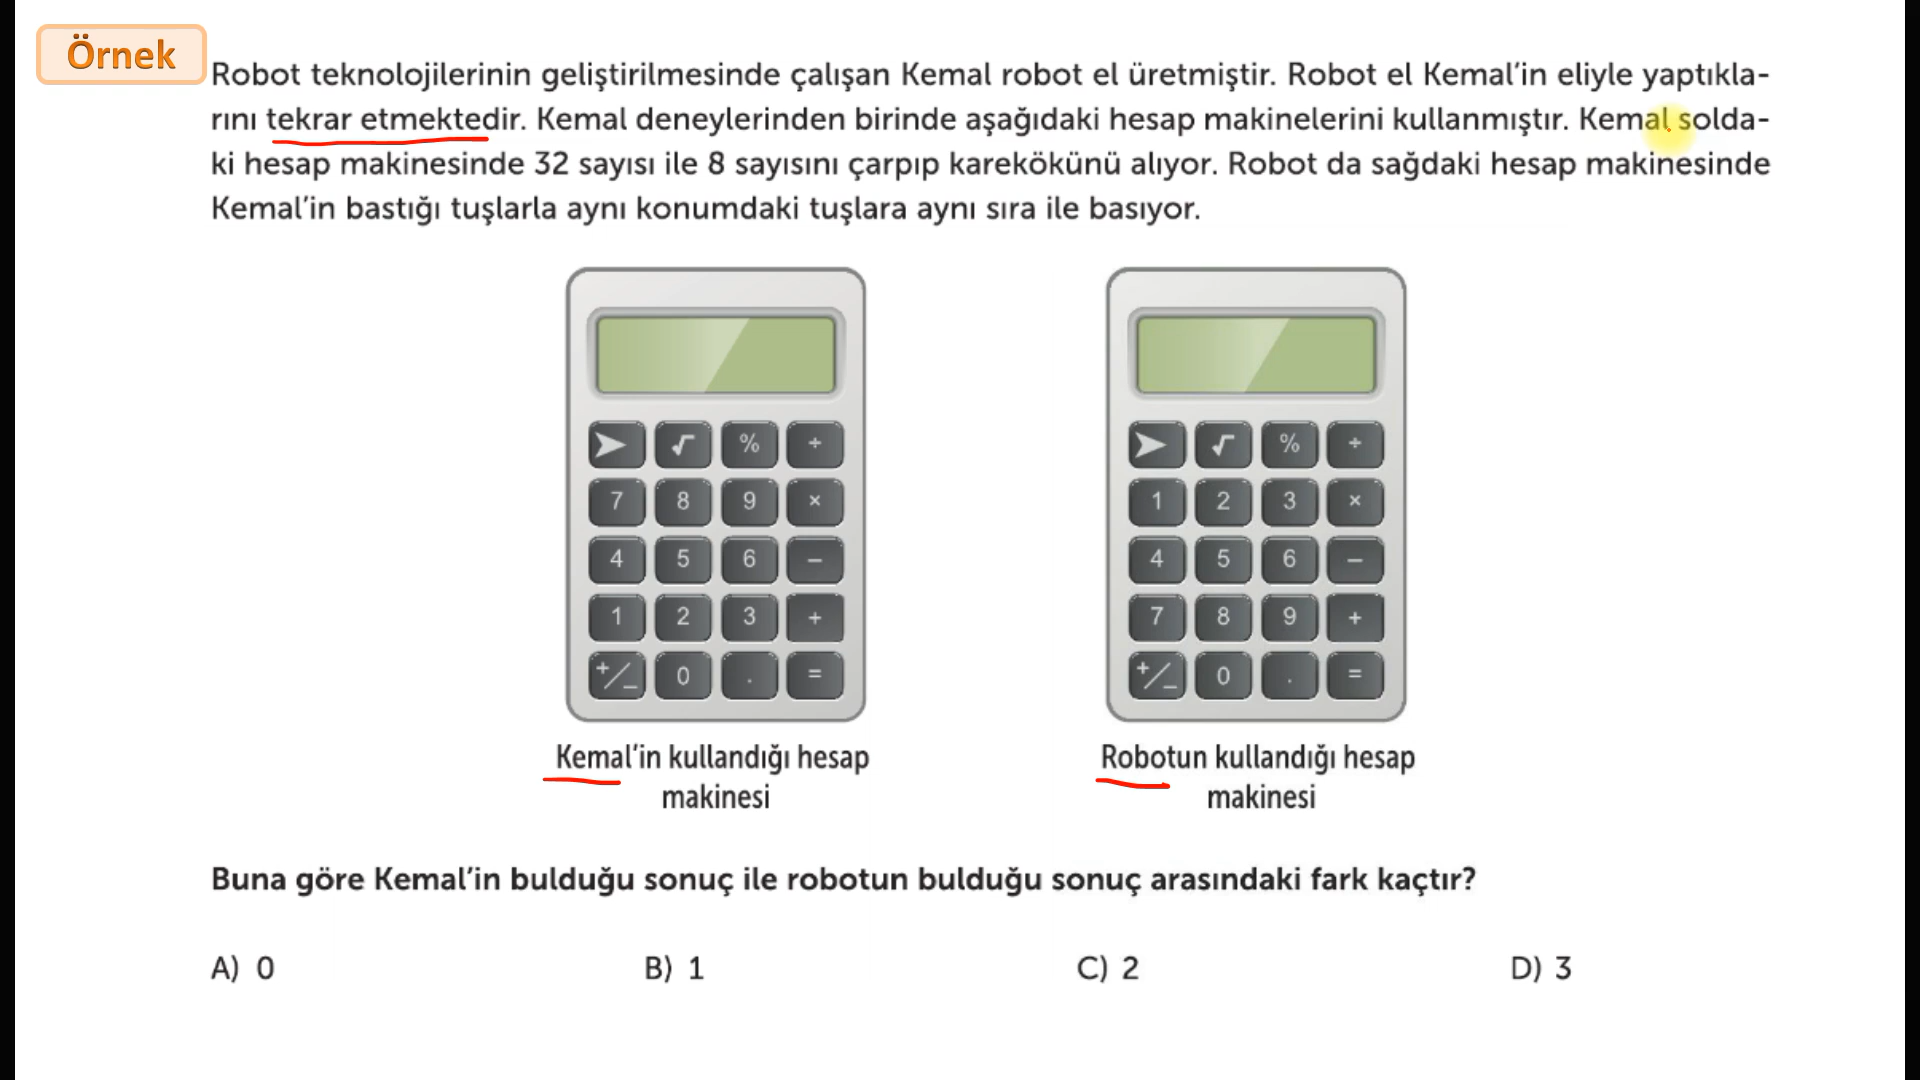 Örnek
Robot teknolojilerinin geliştirilmesinde çalışan Kemal robot el üretmiştir. Robot el Kemal'in eliyle yaptıkla-
rını tekrar etmektedir. Kemal deneylerinden birinde aşağıdaki hesap makinelerini kullanmıştır. Kemal solda-
ki hesap makinesinde 32 sayısı ile 8 sayısını çarpıp karekökünü alıyor. Robot da sağdaki hesap makinesinde
Kemal'in bastığı tuşlarla aynı konumdaki tuşlara aynı sıra ile basıyor.
➤ √ % ÷
7 8 9 ×
4 5 6 −
1 2 3 +
+/− 0 . =
Kemal'in kullandığı hesap
makinesi
➤ √ % ÷
1 2 3 ×
4 5 6 −
7 8 9 +
+/− 0 . =
Robotun kullandığı hesap
makinesi
Buna göre Kemal'in bulduğu sonuç ile robotun bulduğu sonuç arasındaki fark kaçtır?
A) 0 B) 1 C) 2 D) 3